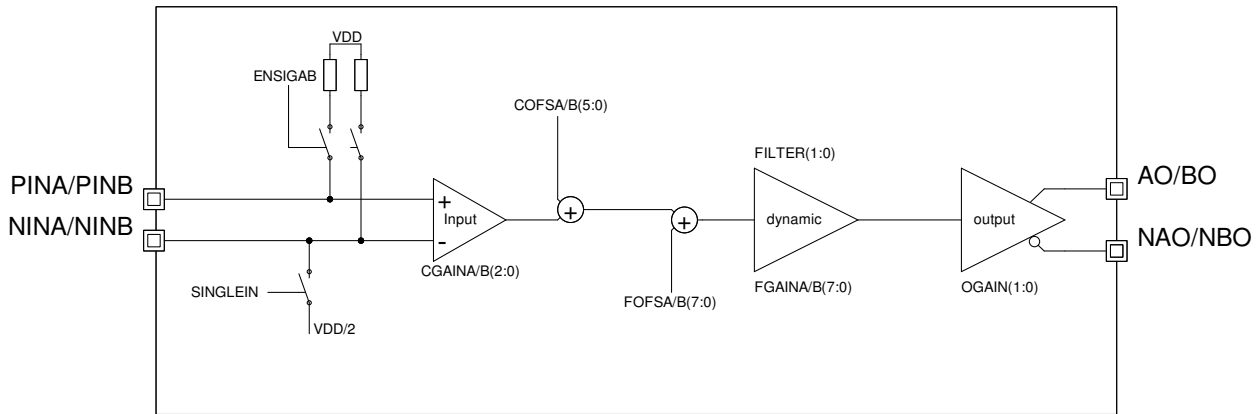 VDD
ENSIGAB
COFSA/B(5:0)
FILTER(1:0)
PINA/PINB
AO/BO
+
Input
-
+
+
dynamic
output
NINA/NINB
NAO/NBO
CGAINA/B(2:0)
FGAINA/B(7:0)
OGAIN(1:0)
SINGLEIN
FOFSA/B(7:0)
VDD/2